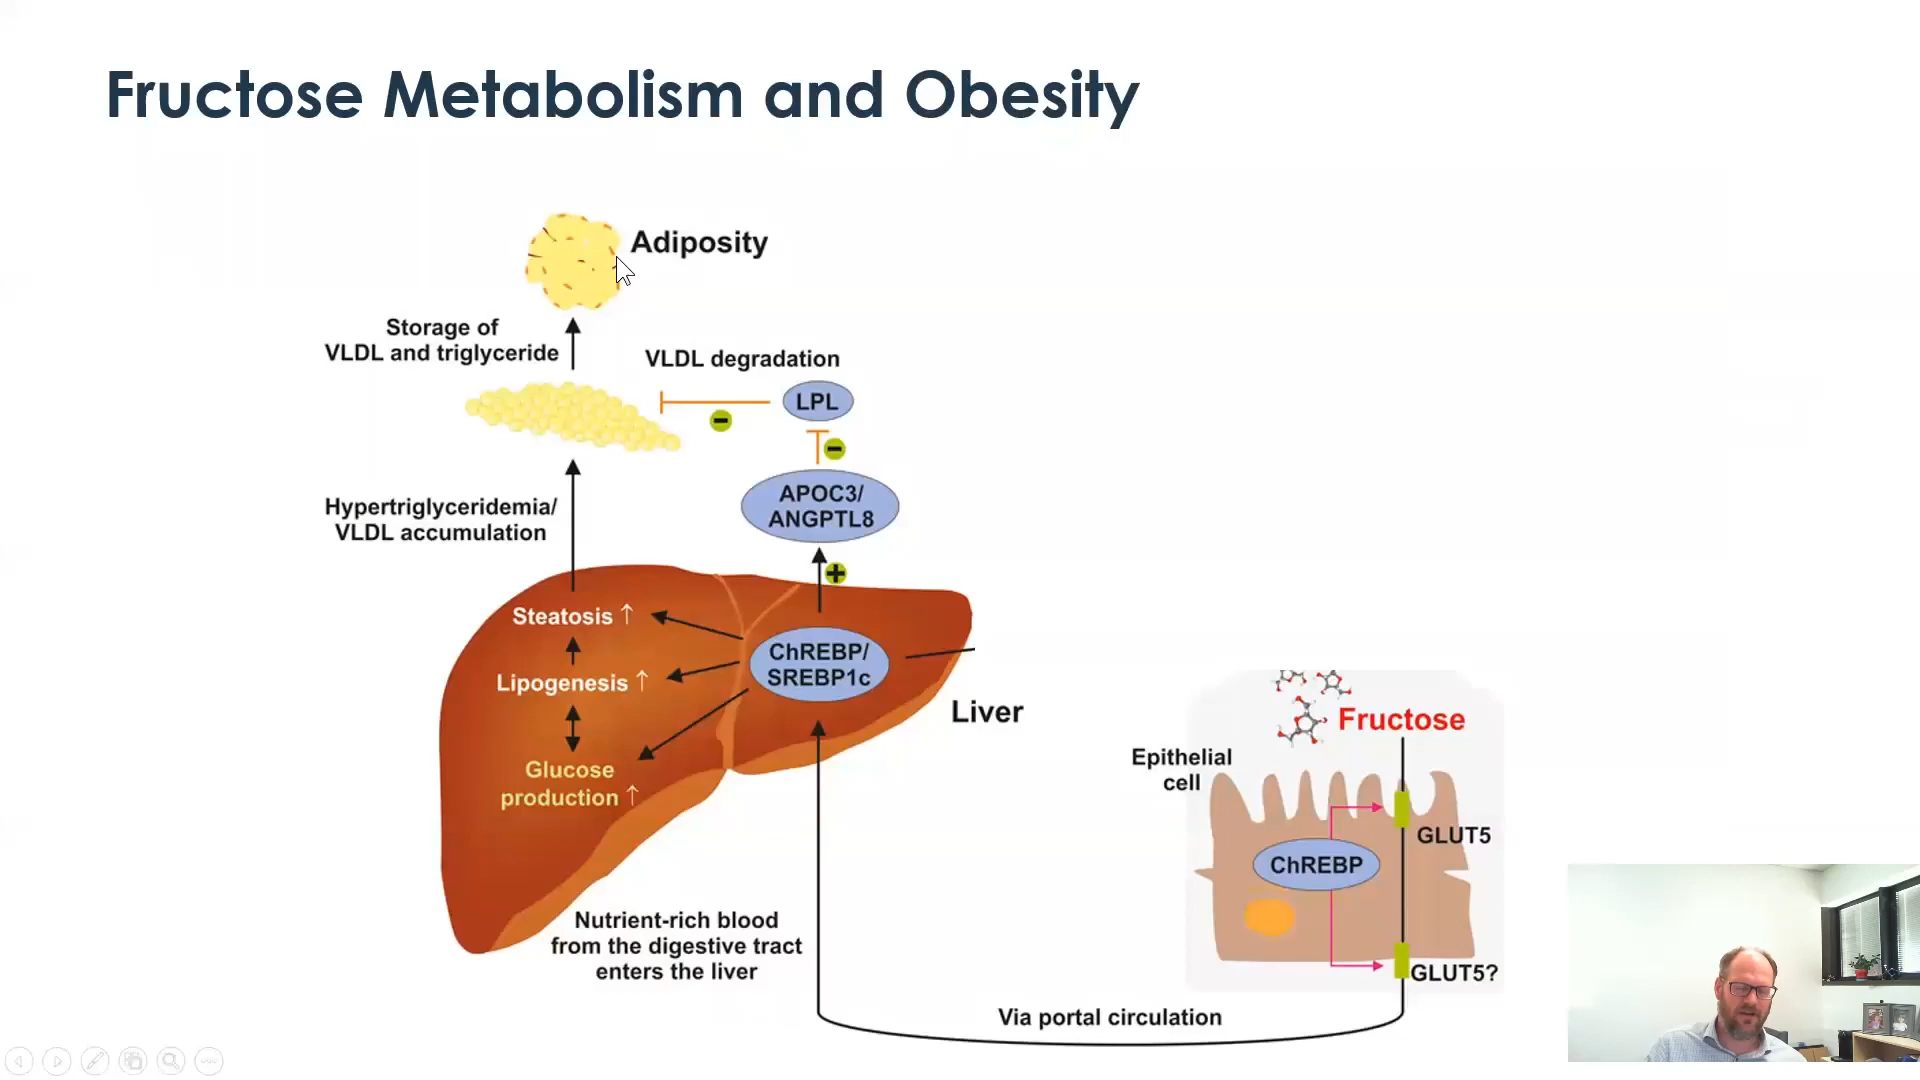 Fructose Metabolism and Obesity
Adiposity
Storage of
VLDL and triglyceride
VLDL degradation
LPL
APOC3/
ANGPTL8
Hypertriglyceridemia/
VLDL accumulation
Steatosis ↑
ChREBP/
SREBP1c
Lipogenesis ↑
Liver
Glucose
production ↑
Fructose
Epithelial
cell
GLUT5
ChREBP
Nutrient-rich blood
from the digestive tract
enters the liver
GLUT5?
Via portal circulation